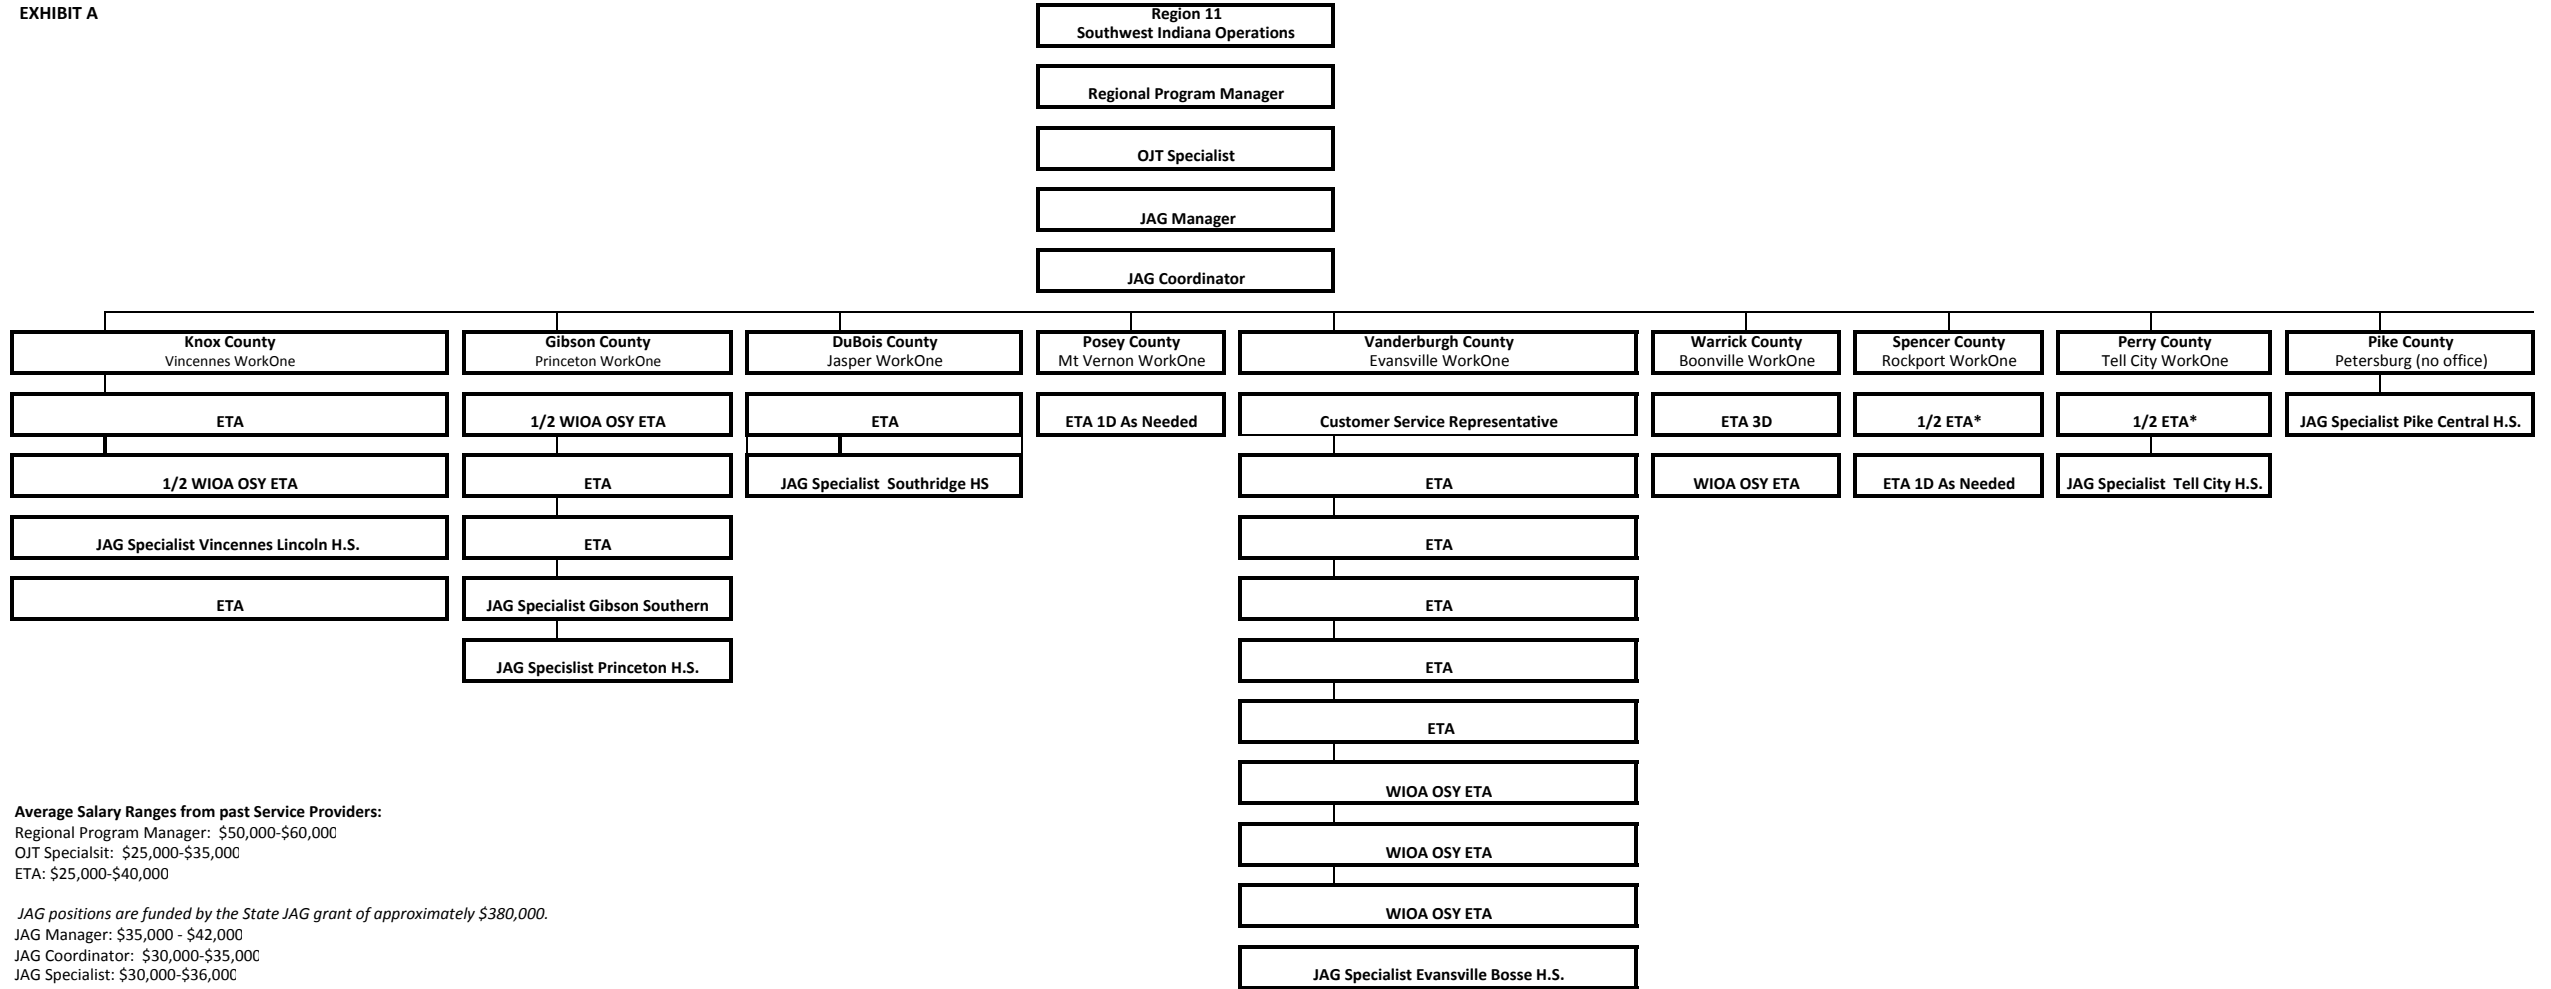 EXHIBIT A
Region 11
Southwest Indiana Operations
Regional Program Manager
OJT Specialist
JAG Manager
JAG Coordinator
Knox County
Vincennes WorkOne
ETA
1/2 WIOA OSY ETA
JAG Specialist Vincennes Lincoln H.S.
ETA
Gibson County
Princeton WorkOne
1/2 WIOA OSY ETA
ETA
ETA
JAG Specialist Gibson Southern
JAG Specislist Princeton H.S.
DuBois County
Jasper WorkOne
ETA
JAG Specialist  Southridge HS
Posey County
Mt Vernon WorkOne
ETA 1D As Needed
Vanderburgh County
Evansville WorkOne
Customer Service Representative
ETA
ETA
ETA
ETA
ETA
WIOA OSY ETA
WIOA OSY ETA
WIOA OSY ETA
JAG Specialist Evansville Bosse H.S.
Warrick County
Boonville WorkOne
ETA 3D
WIOA OSY ETA
Spencer County
Rockport WorkOne
1/2 ETA*
ETA 1D As Needed
Perry County
Tell City WorkOne
1/2 ETA*
JAG Specialist  Tell City H.S.
Pike County
Petersburg (no office)
JAG Specialist Pike Central H.S.
Average Salary Ranges from past Service Providers:
Regional Program Manager:  $50,000-$60,000
OJT Specialsit:  $25,000-$35,000
ETA: $25,000-$40,000
JAG positions are funded by the State JAG grant of approximately $380,000.
JAG Manager: $35,000 - $42,000
JAG Coordinator:  $30,000-$35,000
JAG Specialist: $30,000-$36,000